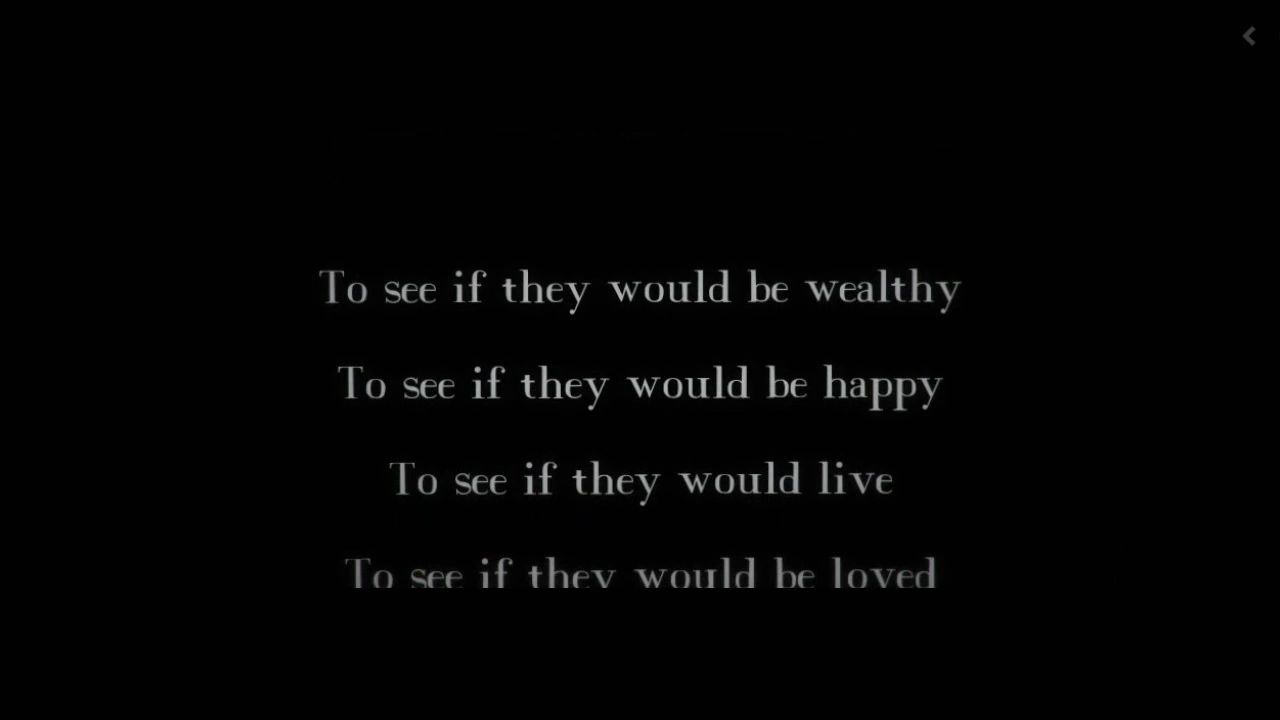 To see if they would be wealthy
To see if they would be happy
To see if they would live
To see if they would be loved